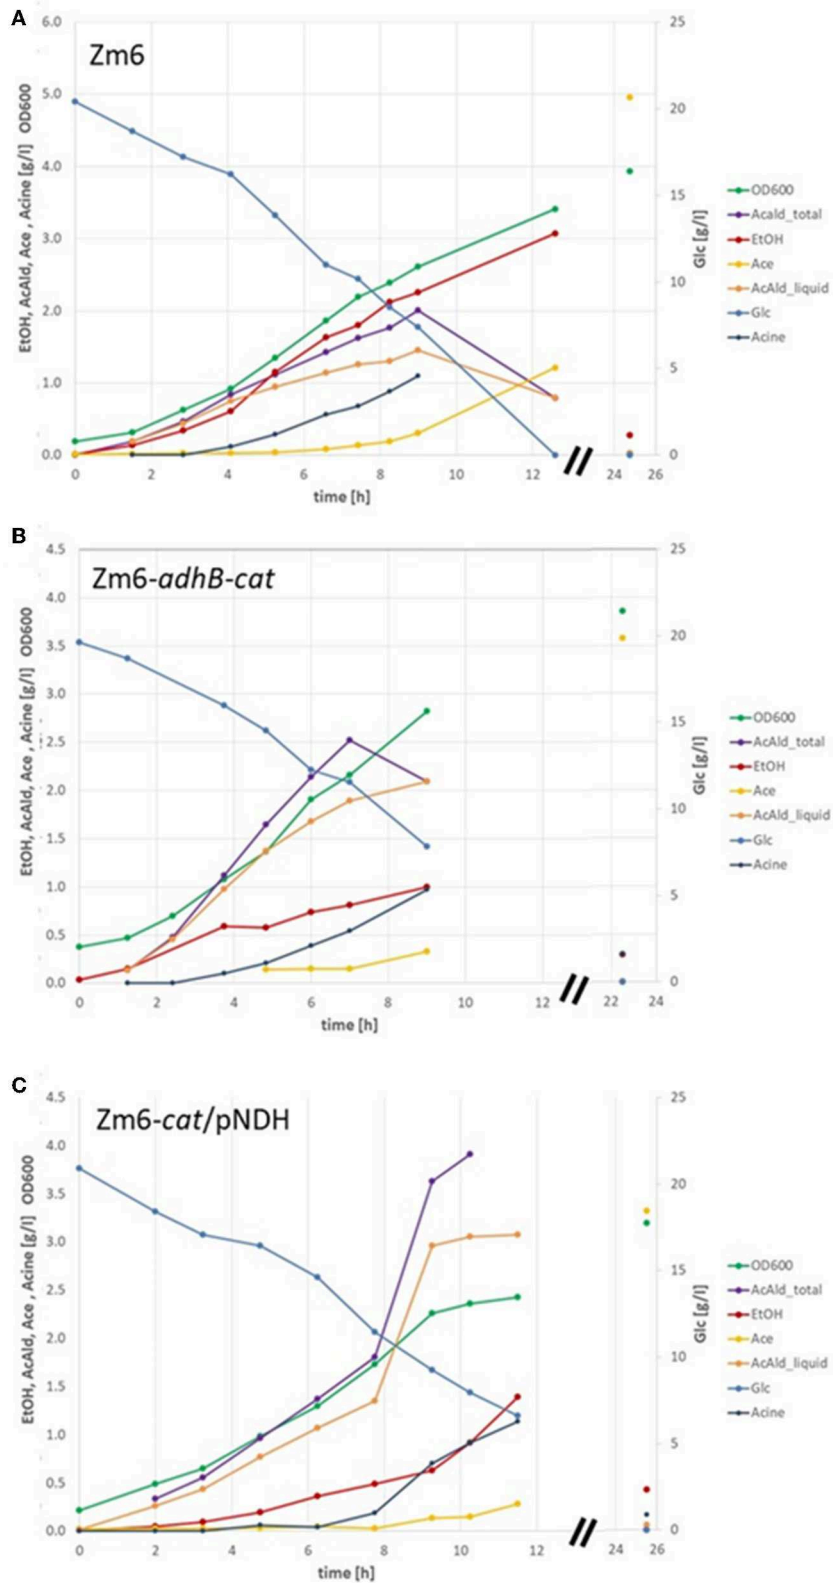 A
Zm6
6.0
5.0
4.0
3.0
2.0
1.0
0.0
EtOH, AcAld, Ace , Acine [g/l] OD600
25
20
15
10
5
0
Glc [g/l]
0 2 4 6 8 10 12 24 26
time [h]
OD600
Acald_total
EtOH
Ace
AcAld_liquid
Glc
Acine
B
Zm6-adhB-cat
4.5
4.0
3.5
3.0
2.5
2.0
1.5
1.0
0.5
0.0
EtOH, AcAld, Ace , Acine [g/l] OD600
25
20
15
10
5
0
Glc [g/l]
0 2 4 6 8 10 12 22 24
time [h]
OD600
AcAld_total
EtOH
Ace
AcAld_liquid
Glc
Acine
C
Zm6-cat/pNDH
4.5
4.0
3.5
3.0
2.5
2.0
1.5
1.0
0.5
0.0
EtOH, AcAld, Ace , Acine [g/l] OD600
25
20
15
10
5
0
Glc [g/l]
0 2 4 6 8 10 12 24 26
time [h]
OD600
AcAld_total
EtOH
Ace
AcAld_liquid
Glc
Acine